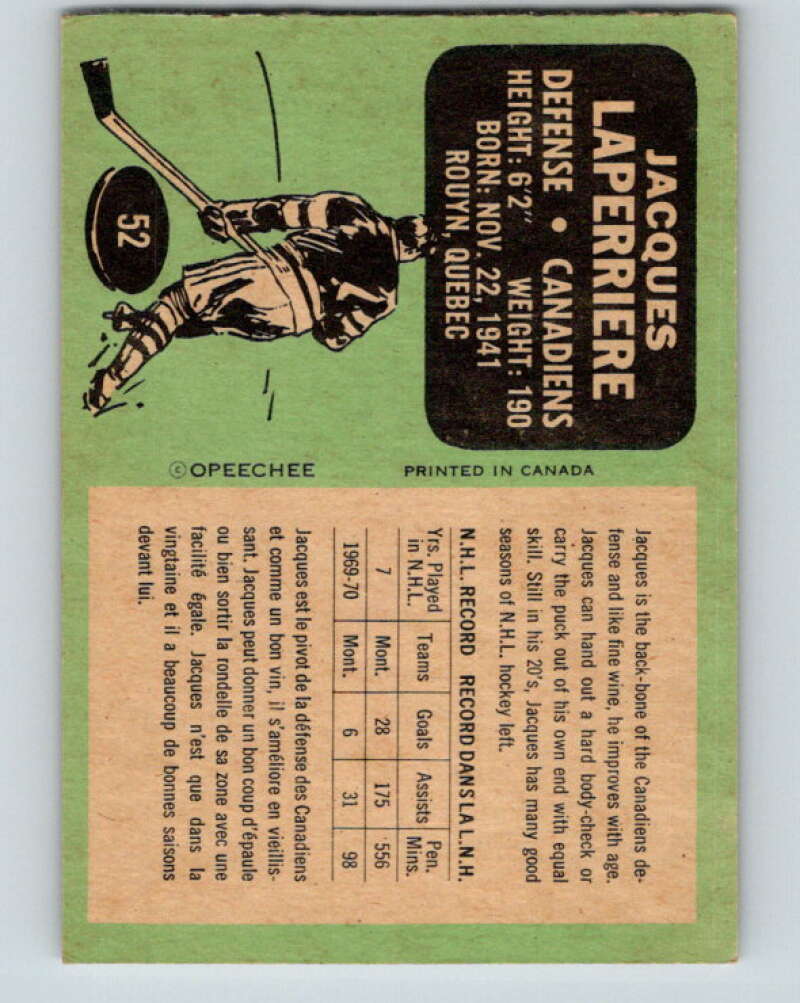 JACQUES
LAPERRIERE
DEFENSE • CANADIENS
HEIGHT: 6'2" WEIGHT: 190
BORN: NOV. 22, 1941
ROUYN, QUEBEC
52
7
© OPEECHEE
PRINTED IN CANADA
Jacques is the back-bone of the Canadiens de-
fense and like fine wine, he improves with age.
Jacques can hand out a hard body-check or
carry the puck out of his own end with equal
skill. Still in his 20's, Jacques has many good
seasons of N.H.L. hockey left.
N.H.L. RECORD RECORD DANS LA L.N.H.
Yrs. Played in N.H.L. Teams Goals Assists Pen. Mins.
7 Mont. 28 175 556
1969-70 Mont. 6 31 98
Jacques est le pivot de la défense des Canadiens
et comme un bon vin, il s'améliore en vieillis-
sant. Jacques peut donner un bon coup d'épaule
ou bien sortir la rondelle de sa zone avec une
facilité égale. Jacques n'est que dans la
vingtaine et il a beaucoup de bonnes saisons
devant lui.